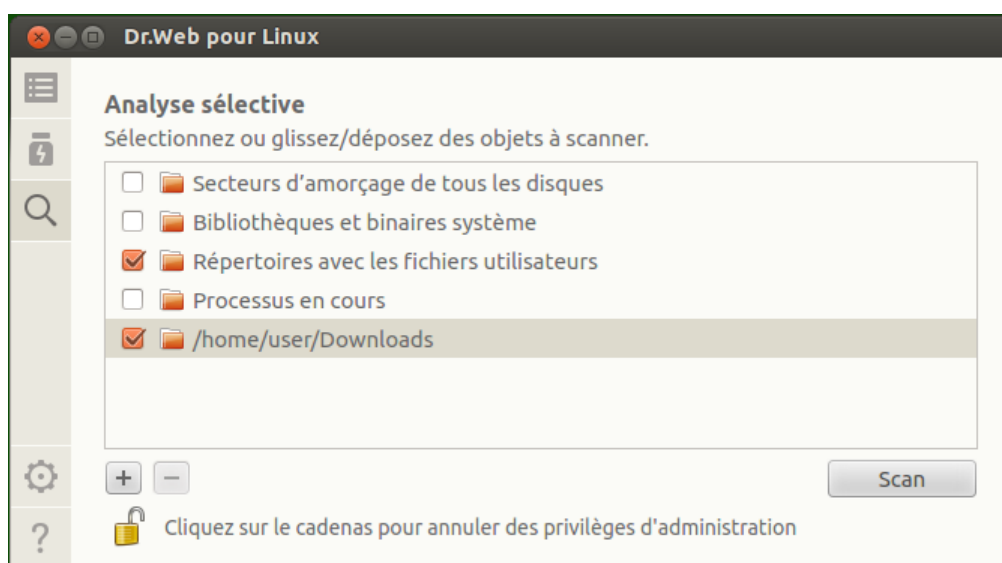 Dr.Web pour Linux
Analyse sélective
Sélectionnez ou glissez/déposez des objets à scanner.
Secteurs d’amorçage de tous les disques
Bibliothèques et binaires système
Répertoires avec les fichiers utilisateurs
Processus en cours
/home/user/Downloads
Scan
Cliquez sur le cadenas pour annuler des privilèges d'administration